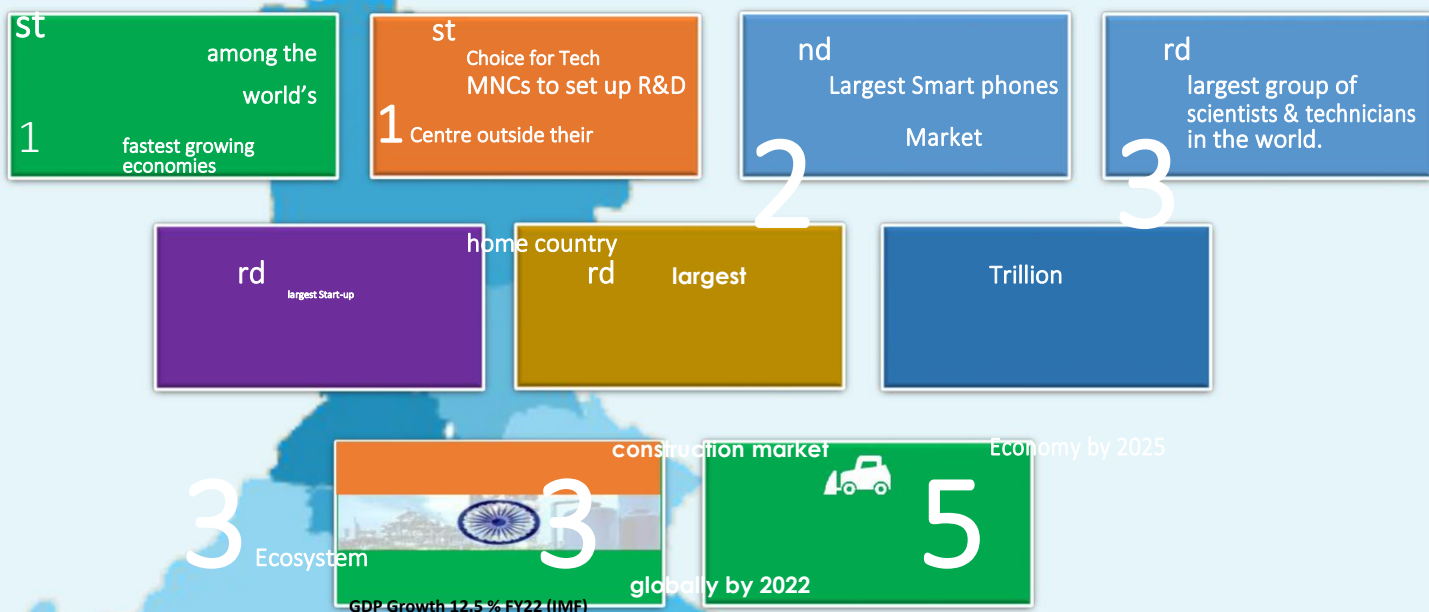 st
among the
world's
1
fastest growing
economies
st
Choice for Tech
MNCs to set up R&D
1 Centre outside their
home country
nd
Largest Smart phones
Market
2
rd
largest group of
scientists & technicians
in the world.
3
rd
largest Start-up
3
Ecosystem
rd largest
construction market
3
globally by 2022
Trillion
Economy by 2025
5
GDP Growth 12.5 % FY22 (IMF)